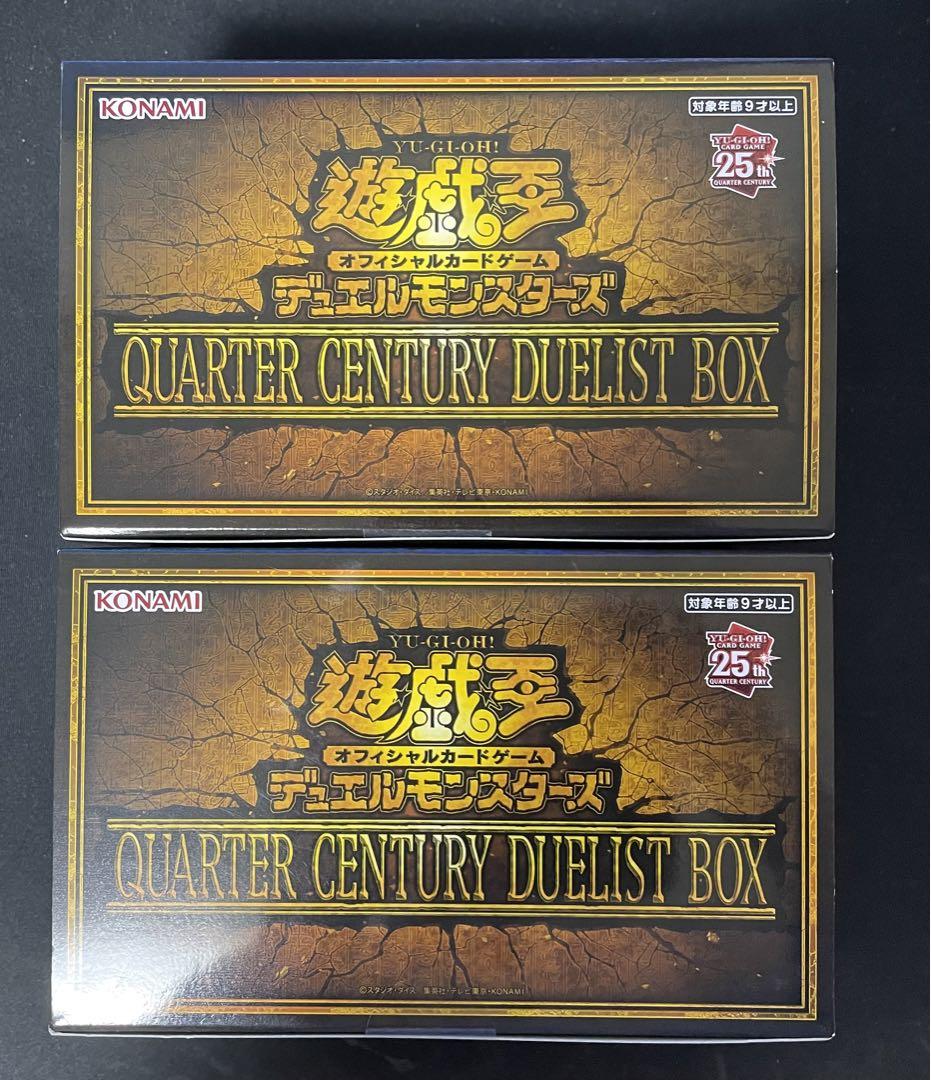 KONAMI
対象年齢9才以上
YU-GI-OH!
CARD GAME
25th
QUARTER CENTURY
YU-GI-OH!
遊戯王
オフィシャルカードゲーム
デュエルモンスターズ
QUARTER CENTURY DUELIST BOX
©スタジオ・ダイス/集英社・テレビ東京・KONAMI
KONAMI
対象年齢9才以上
YU-GI-OH!
CARD GAME
25th
QUARTER CENTURY
YU-GI-OH!
遊戯王
オフィシャルカードゲーム
デュエルモンスターズ
QUARTER CENTURY DUELIST BOX
©スタジオ・ダイス/集英社・テレビ東京・KONAMI